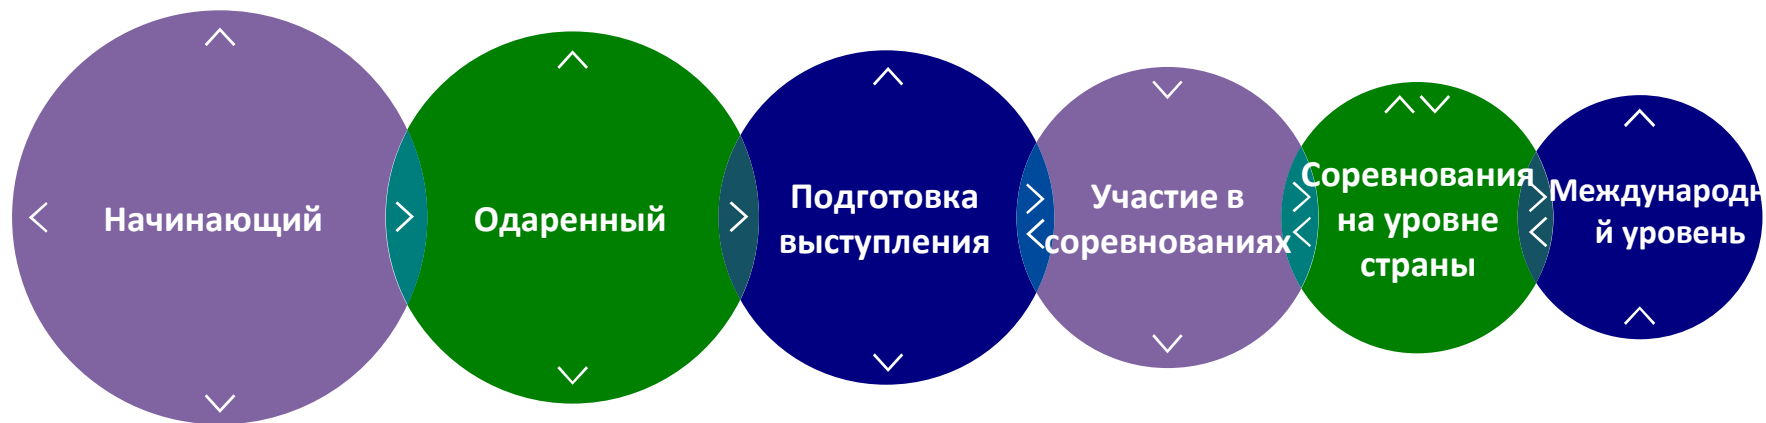 Начинающий
Одаренный
Подготовка
выступления
Участие в
соревнованиях
Соревнования
на уровне
страны
Международн
й уровень